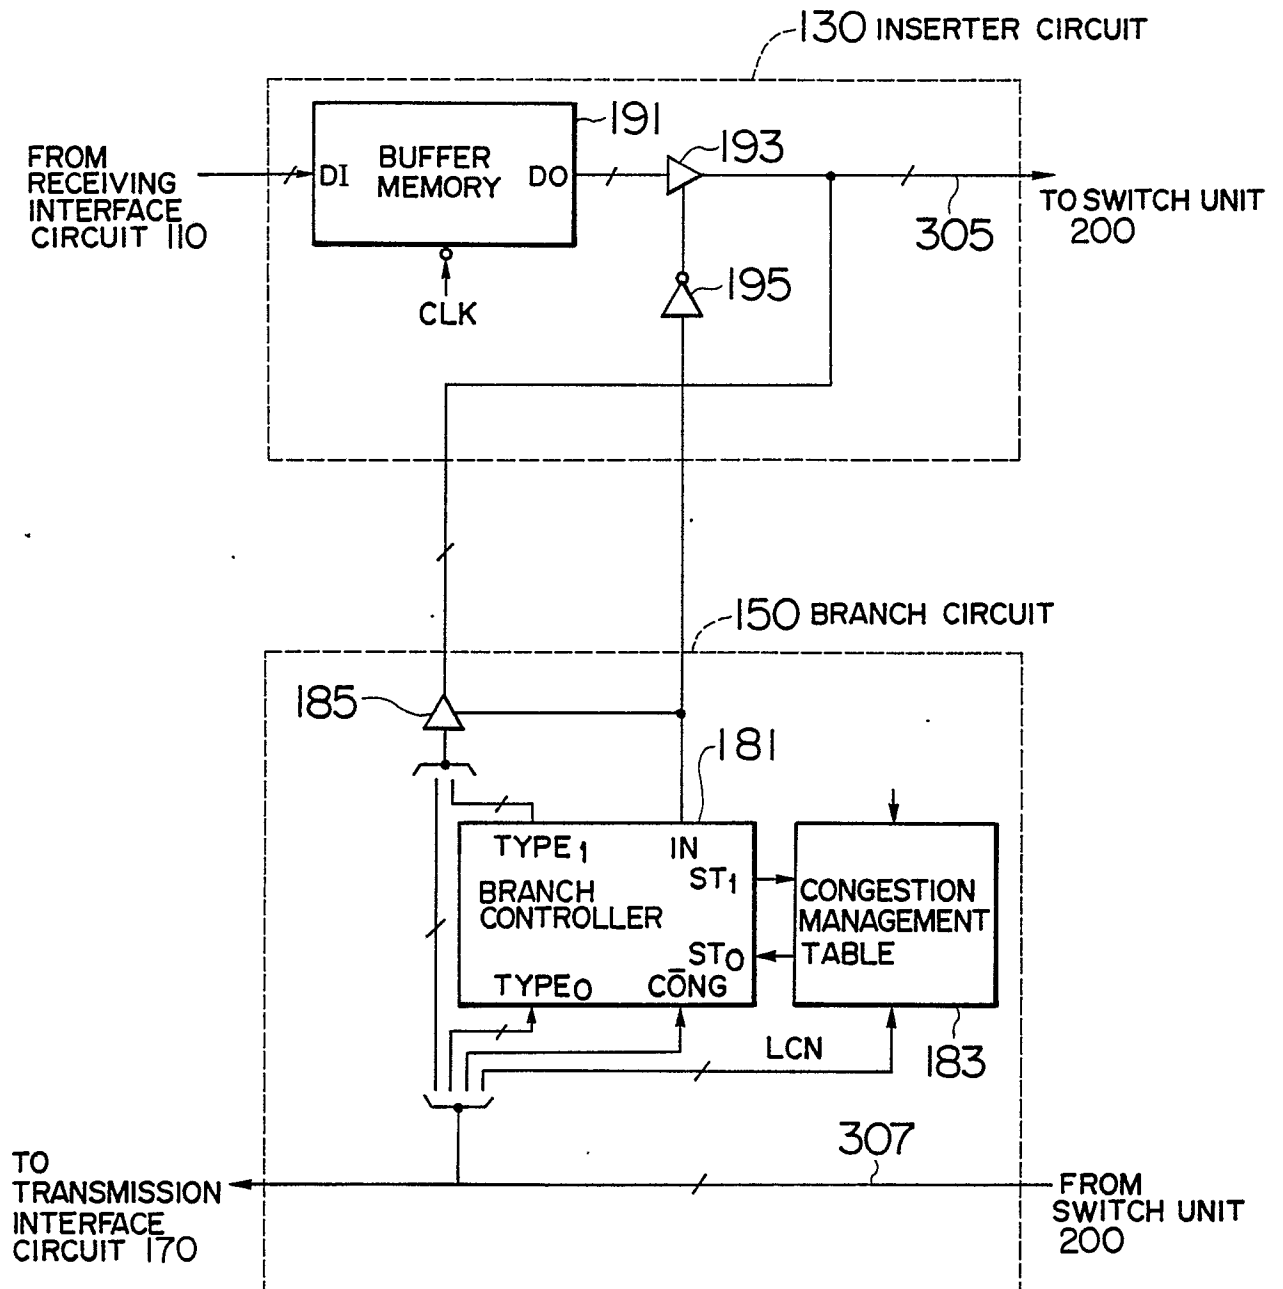 130 INSERTER CIRCUIT
191
193
FROM
RECEIVING
INTERFACE
CIRCUIT 110
DI
BUFFER
MEMORY
DO
305
TO SWITCH UNIT
200
195
CLK
150 BRANCH CIRCUIT
185
181
TYPE1
IN
ST1
BRANCH
CONTROLLER
ST0
TYPE0
CŌNG
CONGESTION
MANAGEMENT
TABLE
LCN
183
307
TO
TRANSMISSION
INTERFACE
CIRCUIT 170
FROM
SWITCH UNIT
200